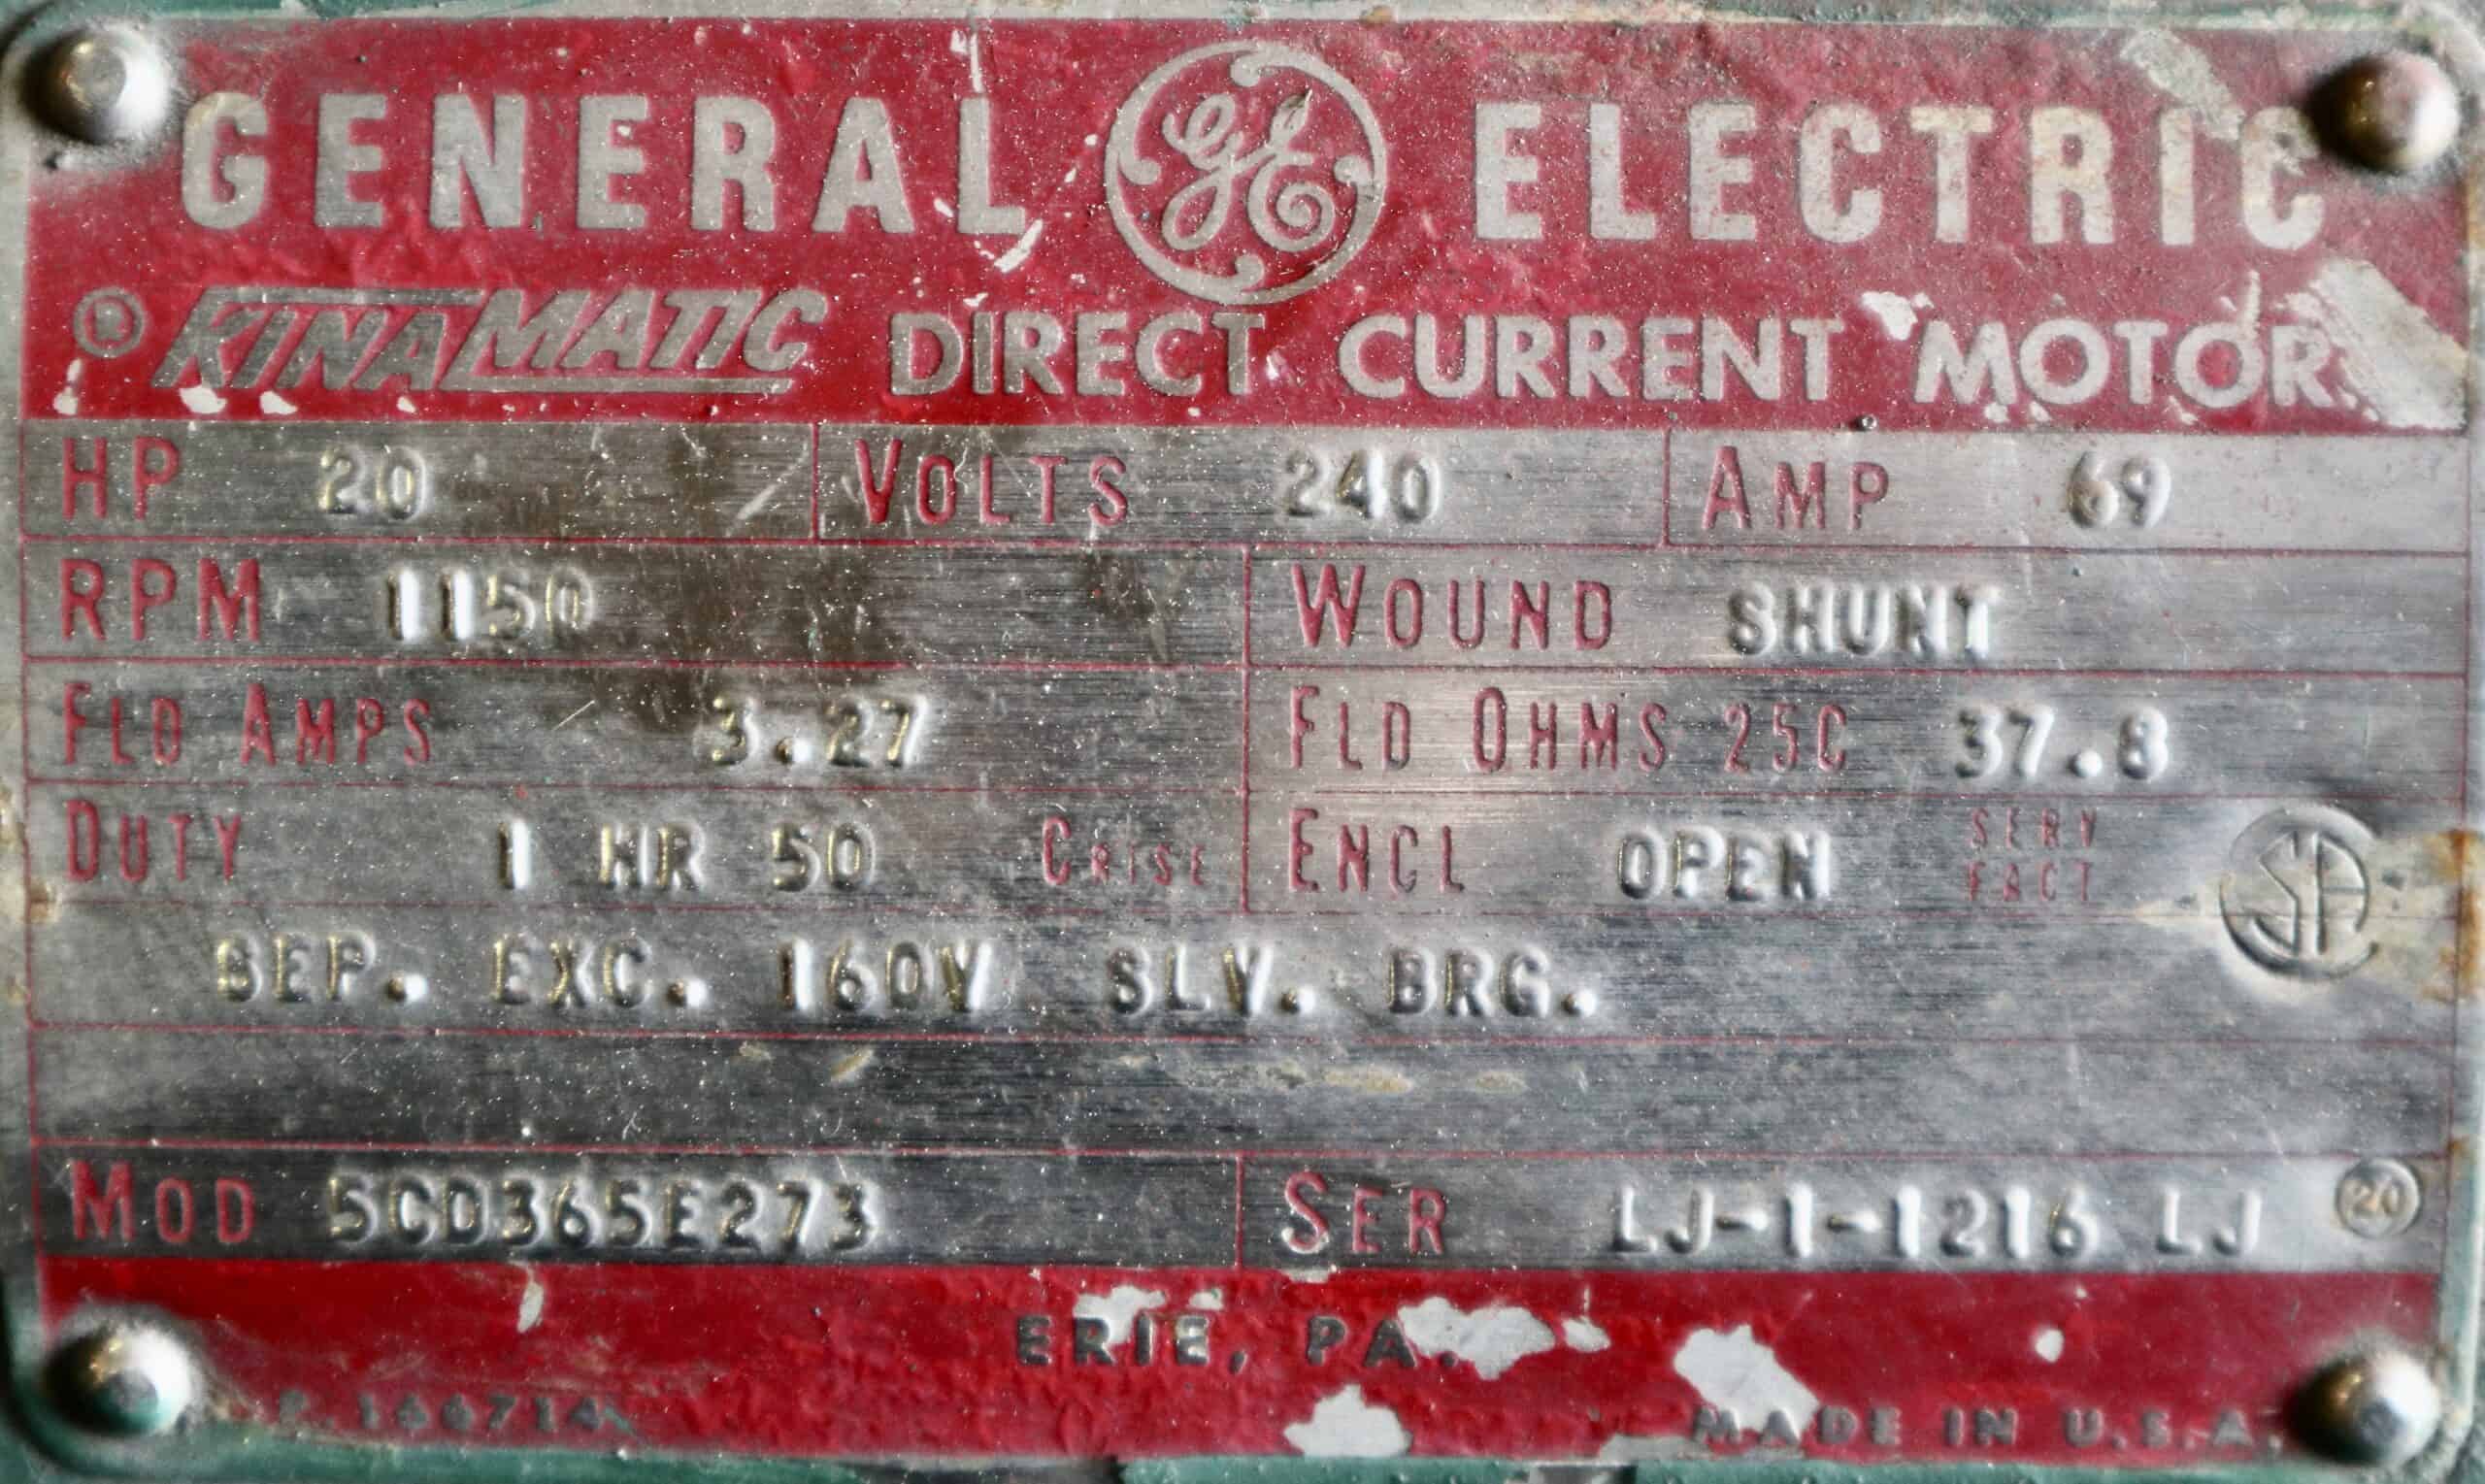 GENERAL GE ELECTRIC
® KINAMATIC DIRECT CURRENT MOTOR
HP 20 VOLTS 240 AMP 69
RPM 1150 WOUND SHUNT
FLD AMPS 3.27 FLD OHMS 25C 37.8
DUTY 1 HR 50 C RISE ENCL OPEN SERV FACT
SEP. EXC. 160V SLV. BRG. SA
MOD 5CD365E273 SER LJ-1-1216 LJ 20
ERIE, PA.
MADE IN U.S.A.